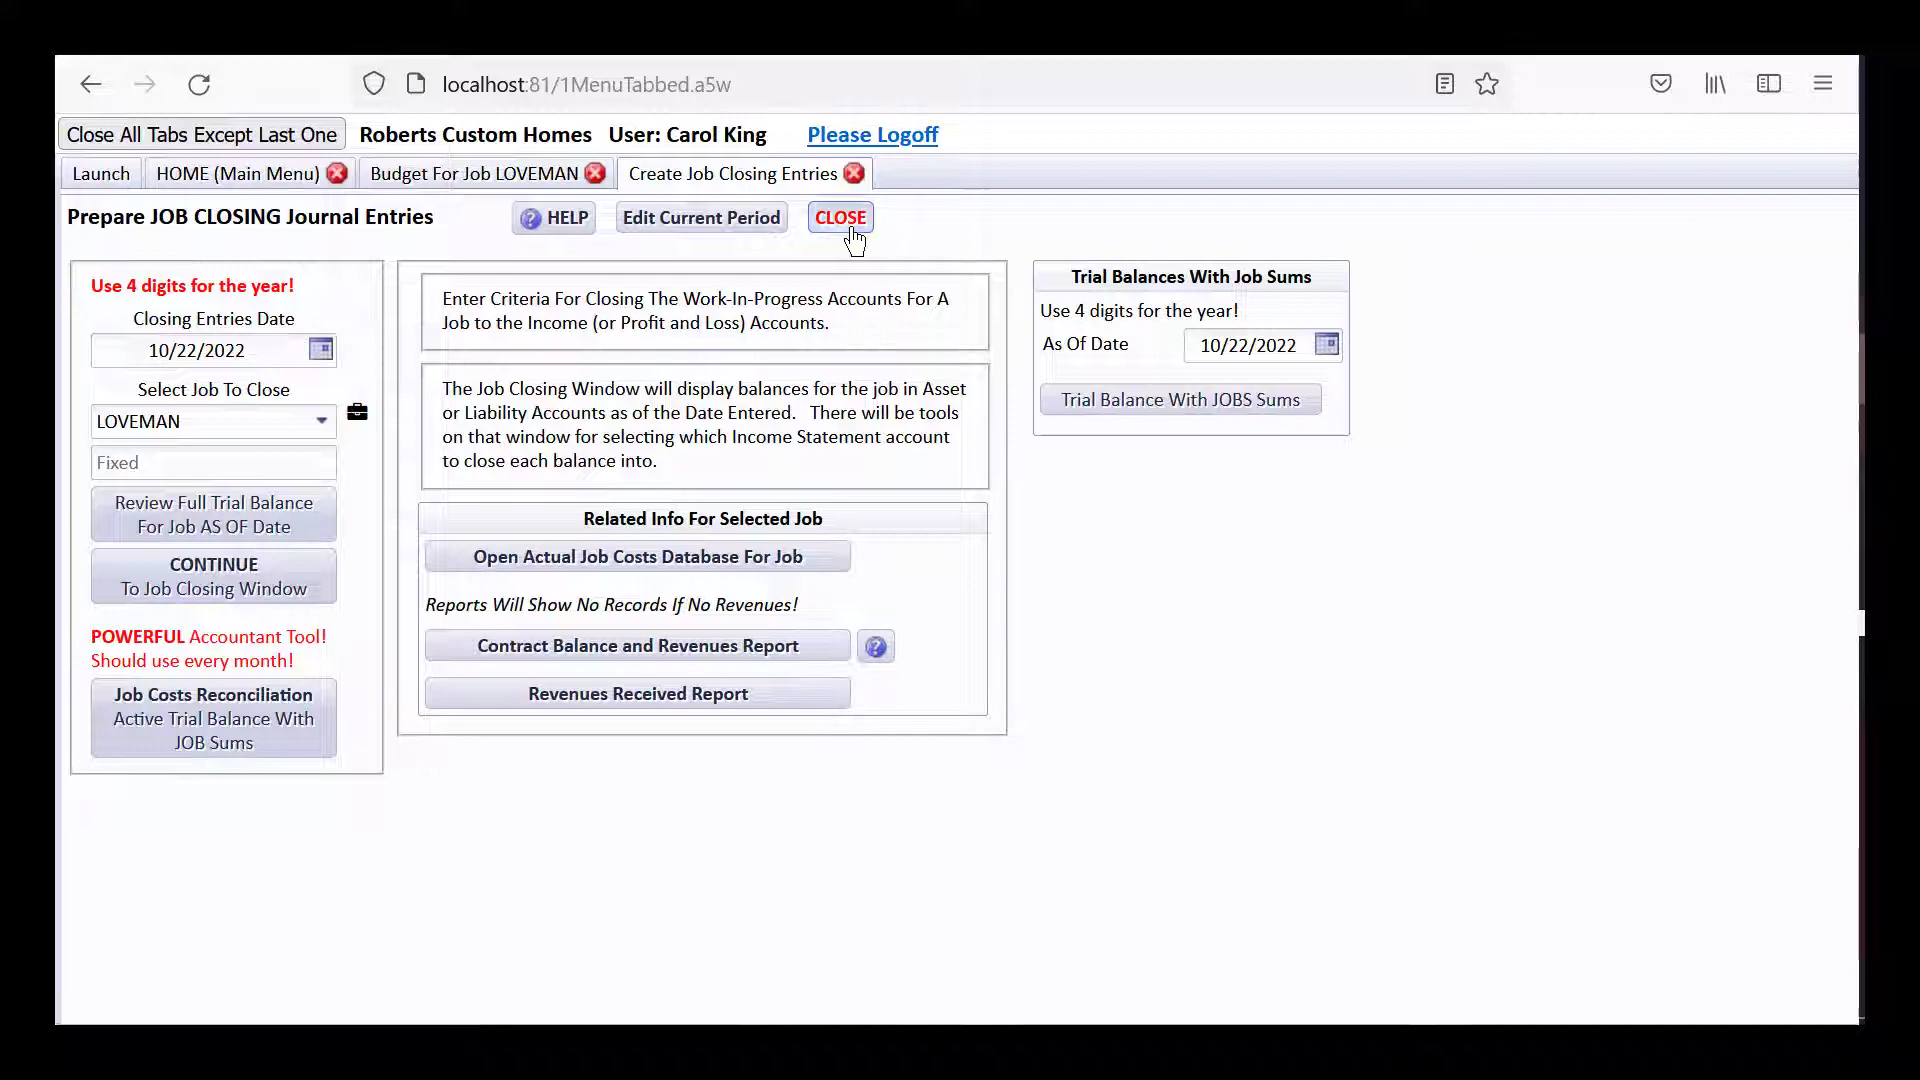 localhost:81/1MenuTabbed.a5w
Close All Tabs Except Last One
Roberts Custom Homes User: Carol King
Please Logoff
Launch
HOME (Main Menu)
Budget For Job LOVEMAN
Create Job Closing Entries
Prepare JOB CLOSING Journal Entries
HELP
Edit Current Period
CLOSE
Use 4 digits for the year!
Closing Entries Date
10/22/2022
Select Job To Close
LOVEMAN
Fixed
Review Full Trial Balance
For Job AS OF Date
CONTINUE
To Job Closing Window
POWERFUL Accountant Tool!
Should use every month!
Job Costs Reconciliation
Active Trial Balance With
JOB Sums
Enter Criteria For Closing The Work-In-Progress Accounts For A
Job to the Income (or Profit and Loss) Accounts.
The Job Closing Window will display balances for the job in Asset
or Liability Accounts as of the Date Entered. There will be tools
on that window for selecting which Income Statement account
to close each balance into.
Related Info For Selected Job
Open Actual Job Costs Database For Job
Reports Will Show No Records If No Revenues!
Contract Balance and Revenues Report
Revenues Received Report
Trial Balances With Job Sums
Use 4 digits for the year!
As Of Date
10/22/2022
Trial Balance With JOBS Sums